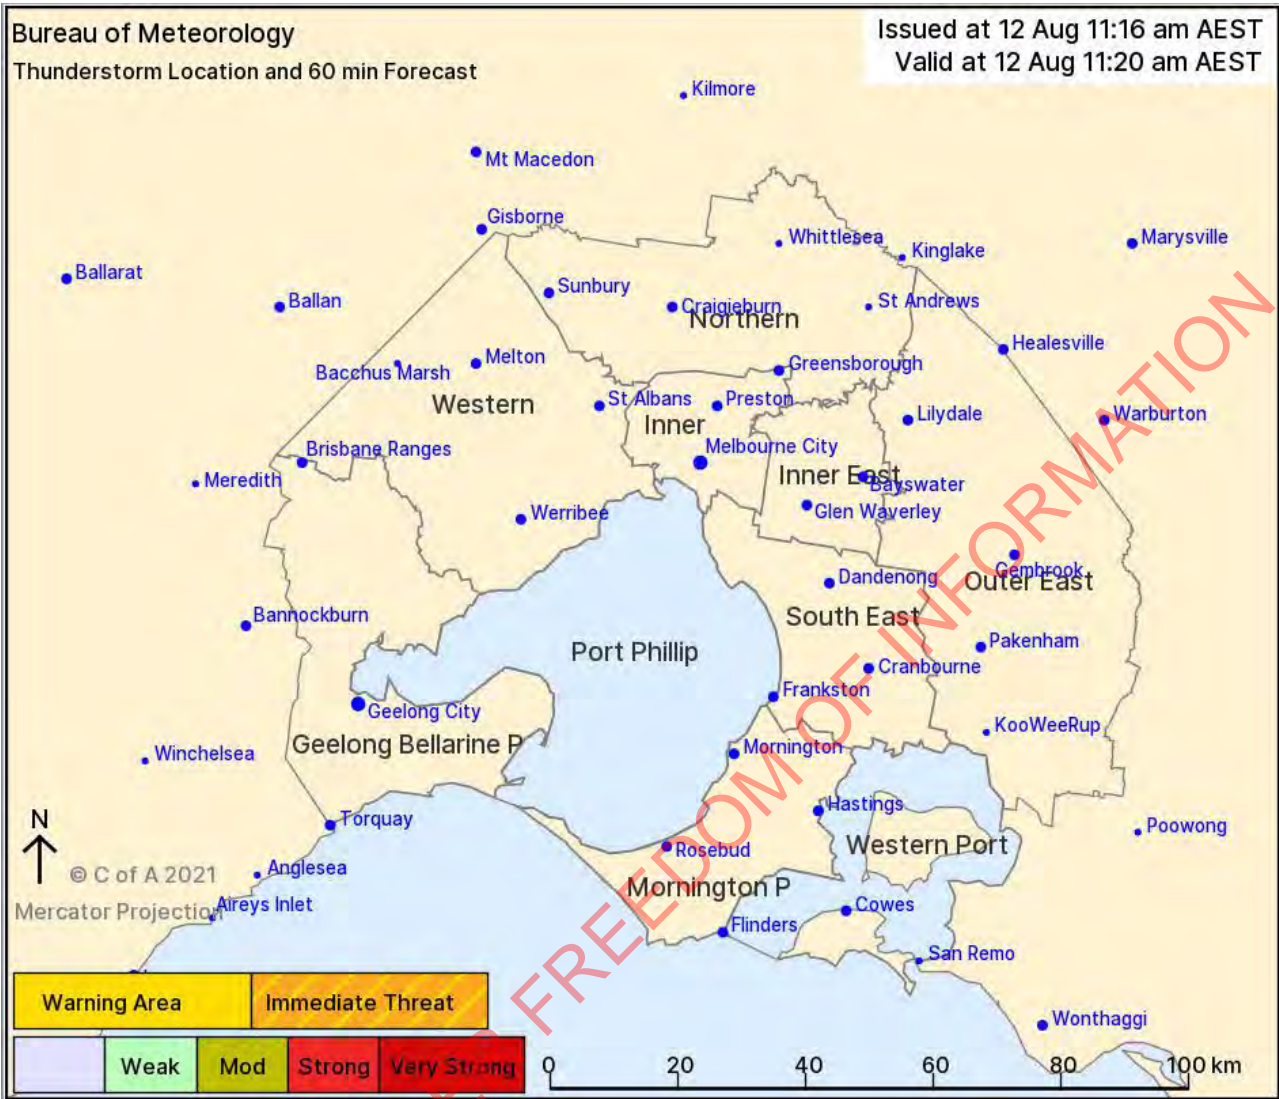 Bureau of Meteorology
Thunderstorm Location and 60 min Forecast
Issued at 12 Aug 11:16 am AEST
Valid at 12 Aug 11:20 am AEST
Kilmore
Mt Macedon
Gisborne
Whittlesea
Kinglake
Marysville
Ballarat
Ballan
Sunbury
Craigieburn
St Andrews
Northern
Healesville
Bacchus Marsh
Melton
Greensborough
Western
St Albans
Preston
Inner
Lilydale
Warburton
Brisbane Ranges
Melbourne City
Meredith
Inner East
Bayswater
Werribee
Glen Waverley
Gembrook
Dandenong
Outer East
Bannockburn
South East
Port Phillip
Pakenham
Cranbourne
Frankston
Geelong City
KooWeeRup
Geelong Bellarine P
Mornington
Winchelsea
Hastings
N
Torquay
Western Port
Poowong
Rosebud
© C of A 2021
Anglesea
Mornington P
Mercator Projection
Aireys Inlet
Cowes
Flinders
San Remo
Warning Area
Immediate Threat
Wonthaggi
Weak
Mod
Strong
Very Strong
0 20 40 60 80 100 km
FREEDOM OF INFORMATION